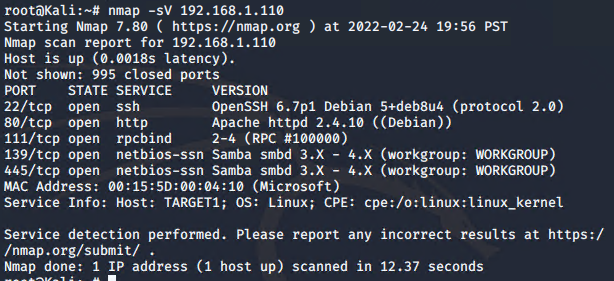 root@Kali:~# nmap -sV 192.168.1.110
Starting Nmap 7.80 ( https://nmap.org ) at 2022-02-24 19:56 PST
Nmap scan report for 192.168.1.110
Host is up (0.0018s latency).
Not shown: 995 closed ports
PORT    STATE SERVICE     VERSION
22/tcp  open  ssh         OpenSSH 6.7p1 Debian 5+deb8u4 (protocol 2.0)
80/tcp  open  http        Apache httpd 2.4.10 ((Debian))
111/tcp open  rpcbind     2-4 (RPC #100000)
139/tcp open  netbios-ssn Samba smbd 3.X - 4.X (workgroup: WORKGROUP)
445/tcp open  netbios-ssn Samba smbd 3.X - 4.X (workgroup: WORKGROUP)
MAC Address: 00:15:5D:00:04:10 (Microsoft)
Service Info: Host: TARGET1; OS: Linux; CPE: cpe:/o:linux:linux_kernel

Service detection performed. Please report any incorrect results at https:/
/nmap.org/submit/ .
Nmap done: 1 IP address (1 host up) scanned in 12.37 seconds
root@Kali:~#